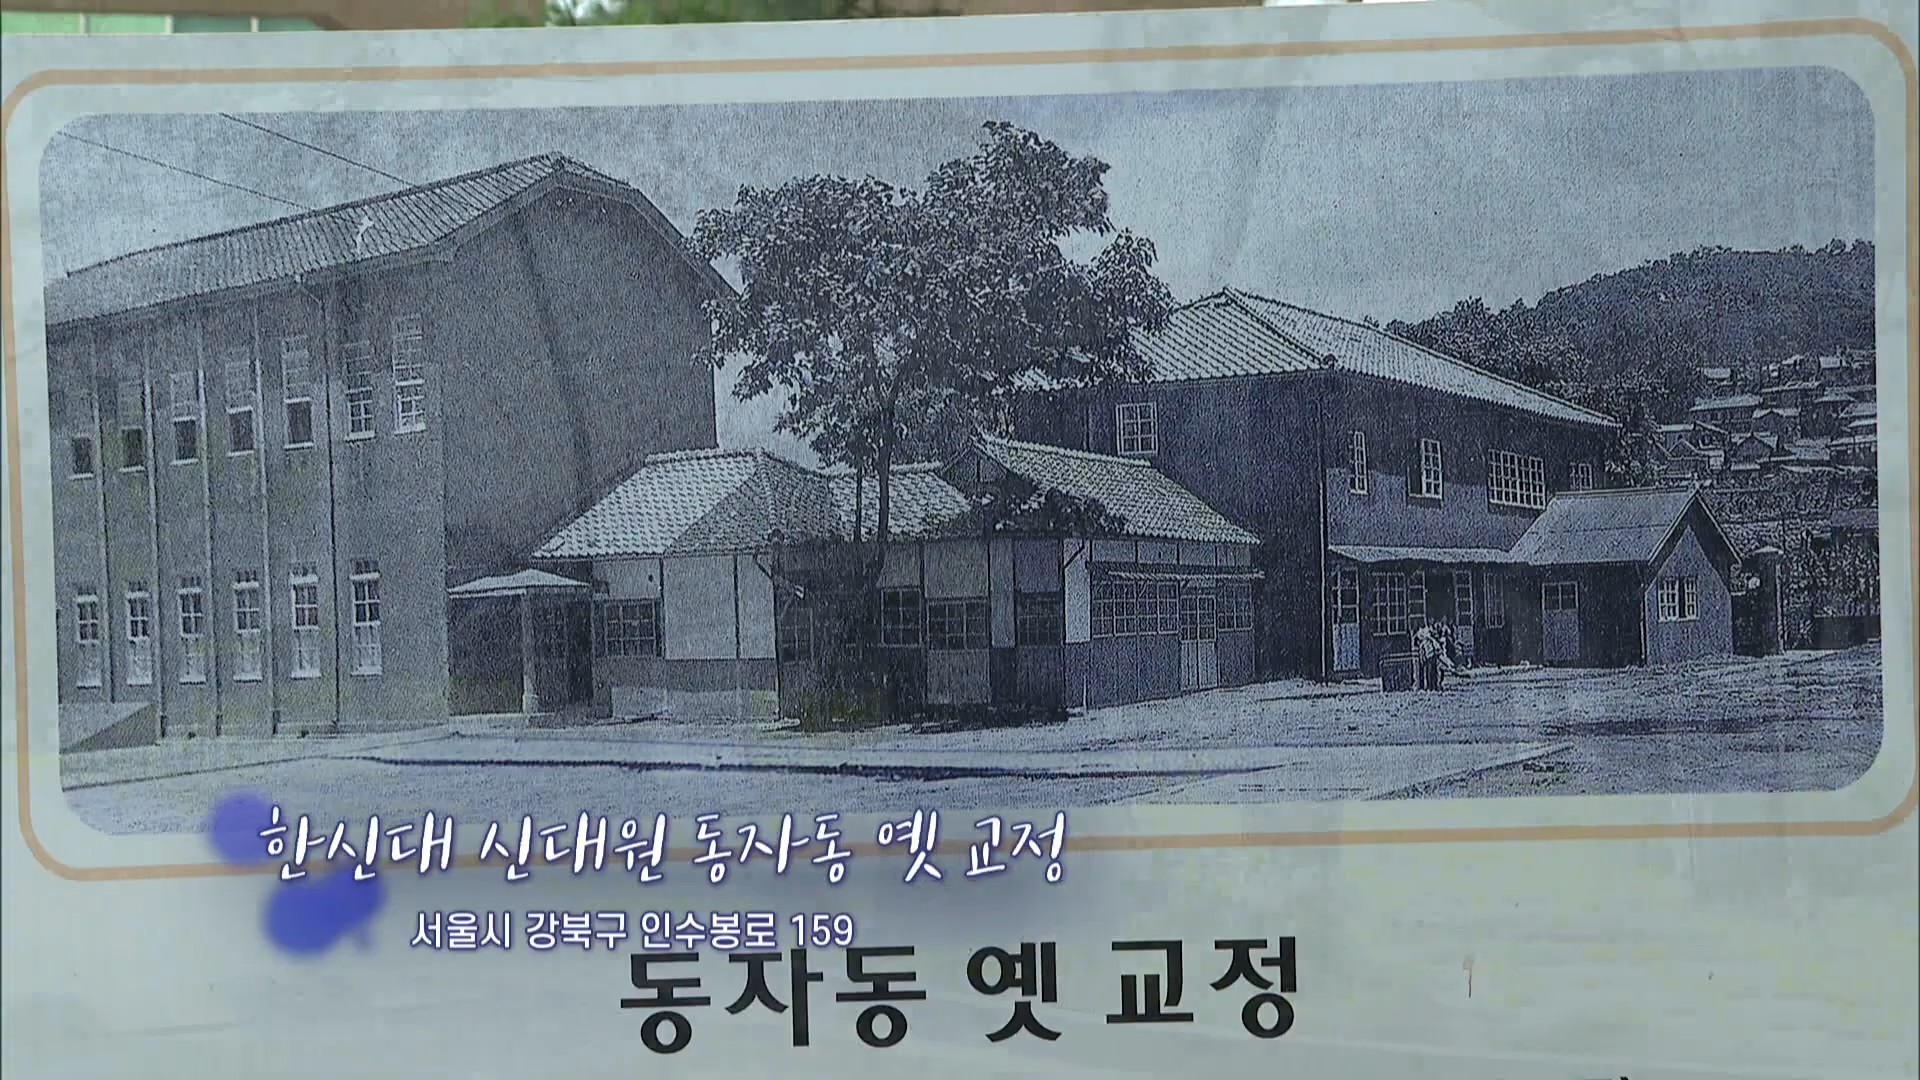 한신대 신대원 동자동 옛 교정
서울시 강북구 인수봉로 159
동자동 옛 교정